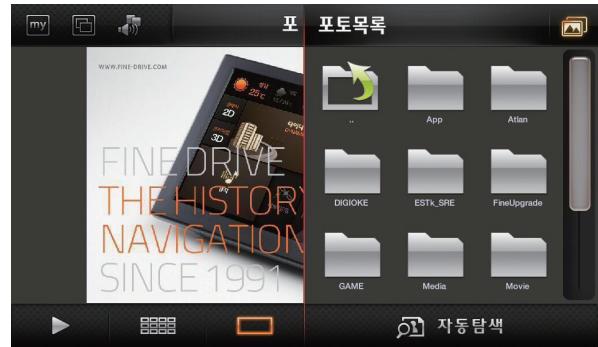 my
포
포토목록
WWW.FINE-DRIVE.COM
25℃
2D
3D
FINE DRIVE
THE HISTORY
NAVIGATION
SINCE 1991
..
App
Atlan
DIGIOKE
ESTk_SRE
FineUpgrade
GAME
Media
Movie
자동탐색